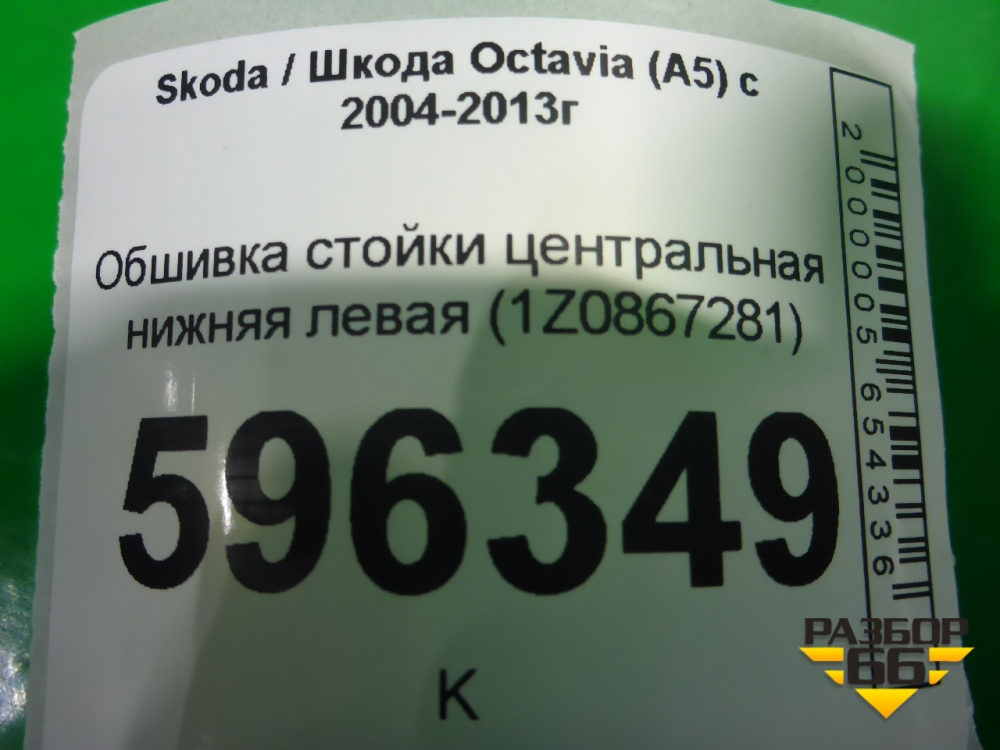 Skoda / Шкода Octavia (A5) с
2004-2013г
Обшивка стойки центральная
нижняя левая (1Z0867281)
596349
К
2000005654336
РАЗБОР
66